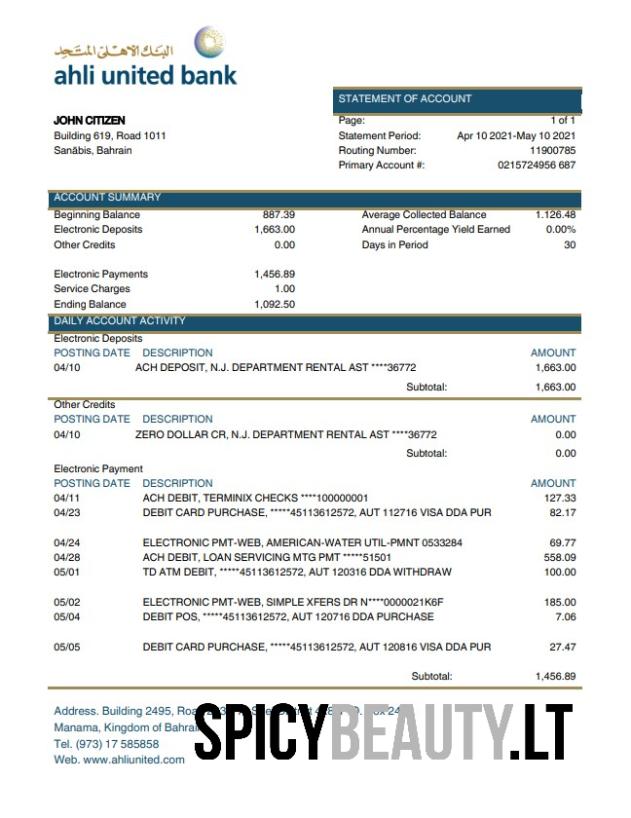 البنك الاهلي المتحد
ahli united bank
STATEMENT OF ACCOUNT
JOHN CITIZEN
Building 619, Road 1011
Sanābis, Bahrain
Page: 1 of 1
Statement Period: Apr 10 2021-May 10 2021
Routing Number: 11900785
Primary Account #: 0215724956 687
ACCOUNT SUMMARY
Beginning Balance 887.39 Average Collected Balance 1.126.48
Electronic Deposits 1,663.00 Annual Percentage Yield Earned 0.00%
Other Credits 0.00 Days in Period 30
Electronic Payments 1,456.89
Service Charges 1.00
Ending Balance 1,092.50
DAILY ACCOUNT ACTIVITY
Electronic Deposits
POSTING DATE DESCRIPTION AMOUNT
04/10 ACH DEPOSIT, N.J. DEPARTMENT RENTAL AST ****36772 1,663.00
Subtotal: 1,663.00
Other Credits
POSTING DATE DESCRIPTION AMOUNT
04/10 ZERO DOLLAR CR, N.J. DEPARTMENT RENTAL AST ****36772 0.00
Subtotal: 0.00
Electronic Payment
POSTING DATE DESCRIPTION AMOUNT
04/11 ACH DEBIT, TERMINIX CHECKS ****100000001 127.33
04/23 DEBIT CARD PURCHASE, *****45113612572, AUT 112716 VISA DDA PUR 82.17
04/24 ELECTRONIC PMT-WEB, AMERICAN-WATER UTIL-PMNT 0533284 69.77
04/28 ACH DEBIT, LOAN SERVICING MTG PMT *****51501 558.09
05/01 TD ATM DEBIT, *****45113612572, AUT 120316 DDA WITHDRAW 100.00
05/02 ELECTRONIC PMT-WEB, SIMPLE XFERS DR N****0000021K6F 185.00
05/04 DEBIT POS, *****45113612572, AUT 120716 DDA PURCHASE 7.06
05/05 DEBIT CARD PURCHASE, *****45113612572, AUT 120816 VISA DDA PUR 27.47
Subtotal: 1,456.89
Address. Building 2495,
Manama, Kingdom of Bahrain
Tel. (973) 17 585858
Web. www.ahliunited.com
SPICYBEAUTY.LT